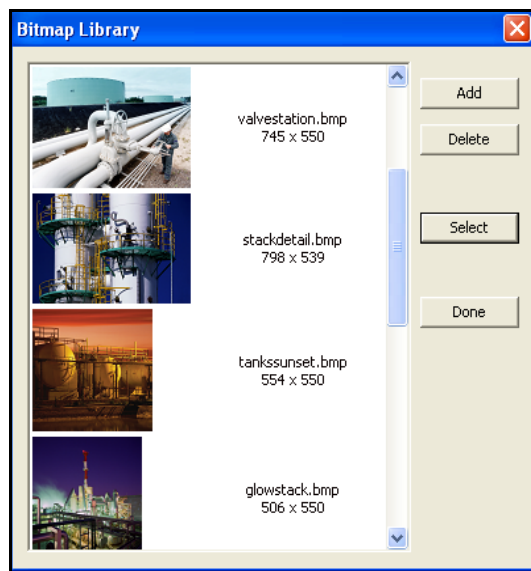 Bitmap Library
valvestation.bmp
745 x 550
stackdetail.bmp
798 x 539
tankssunset.bmp
554 x 550
glowstack.bmp
506 x 550
Add
Delete
Select
Done